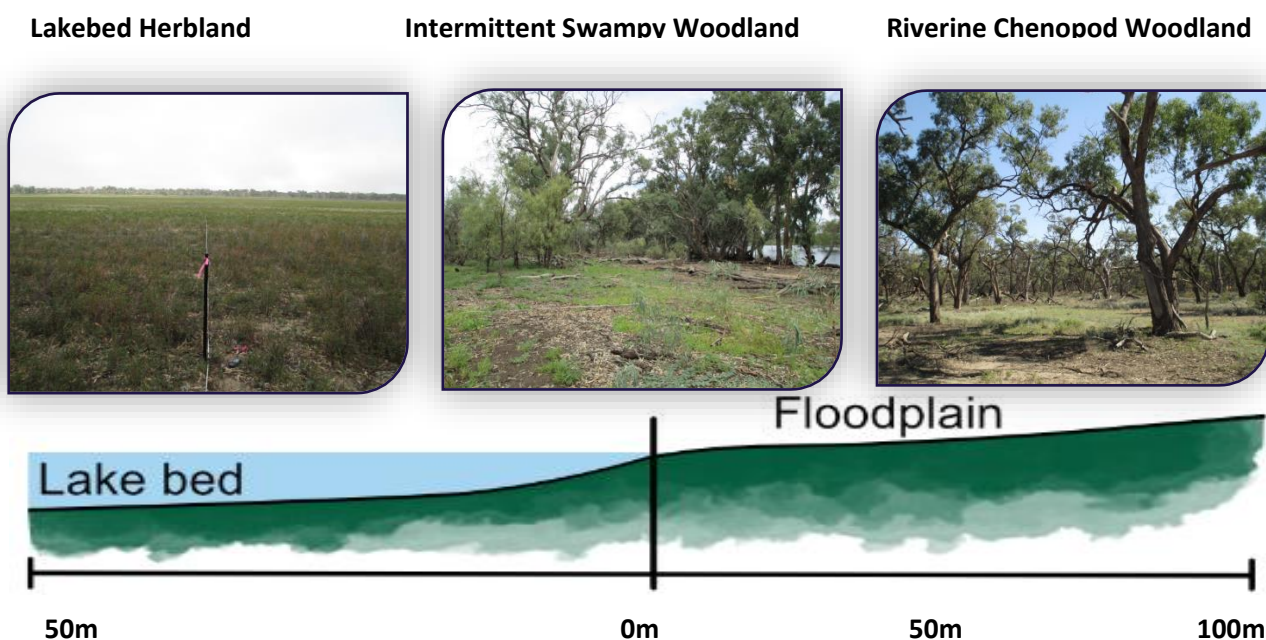 Lakebed Herbland Intermittent Swampy Woodland Riverine Chenopod Woodland
Floodplain
Lake bed
50m 0m 50m 100m